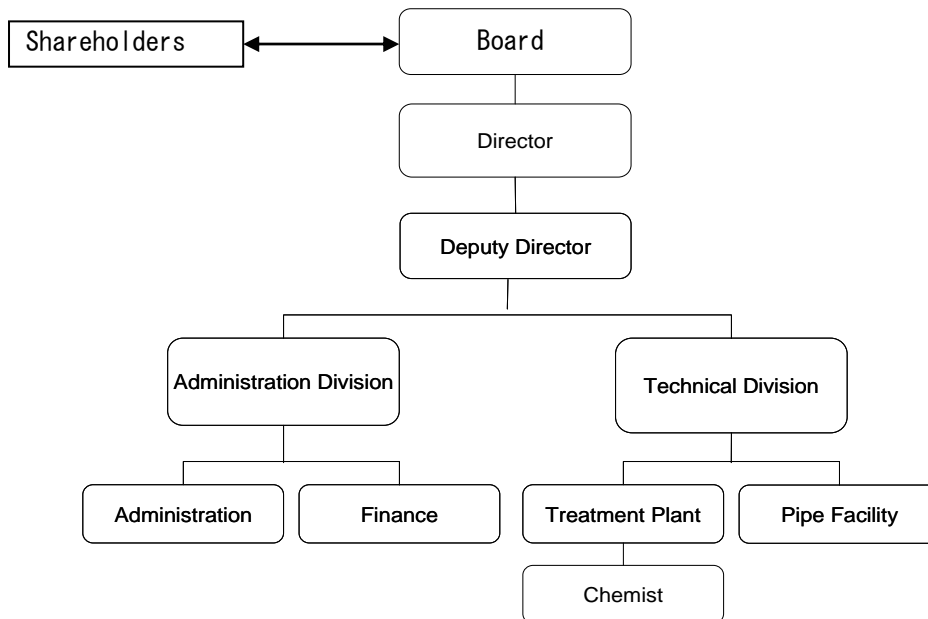 Shareholders
Board
Director
Deputy Director
Administration Division
Technical Division
Administration
Finance
Treatment Plant
Pipe Facility
Chemist